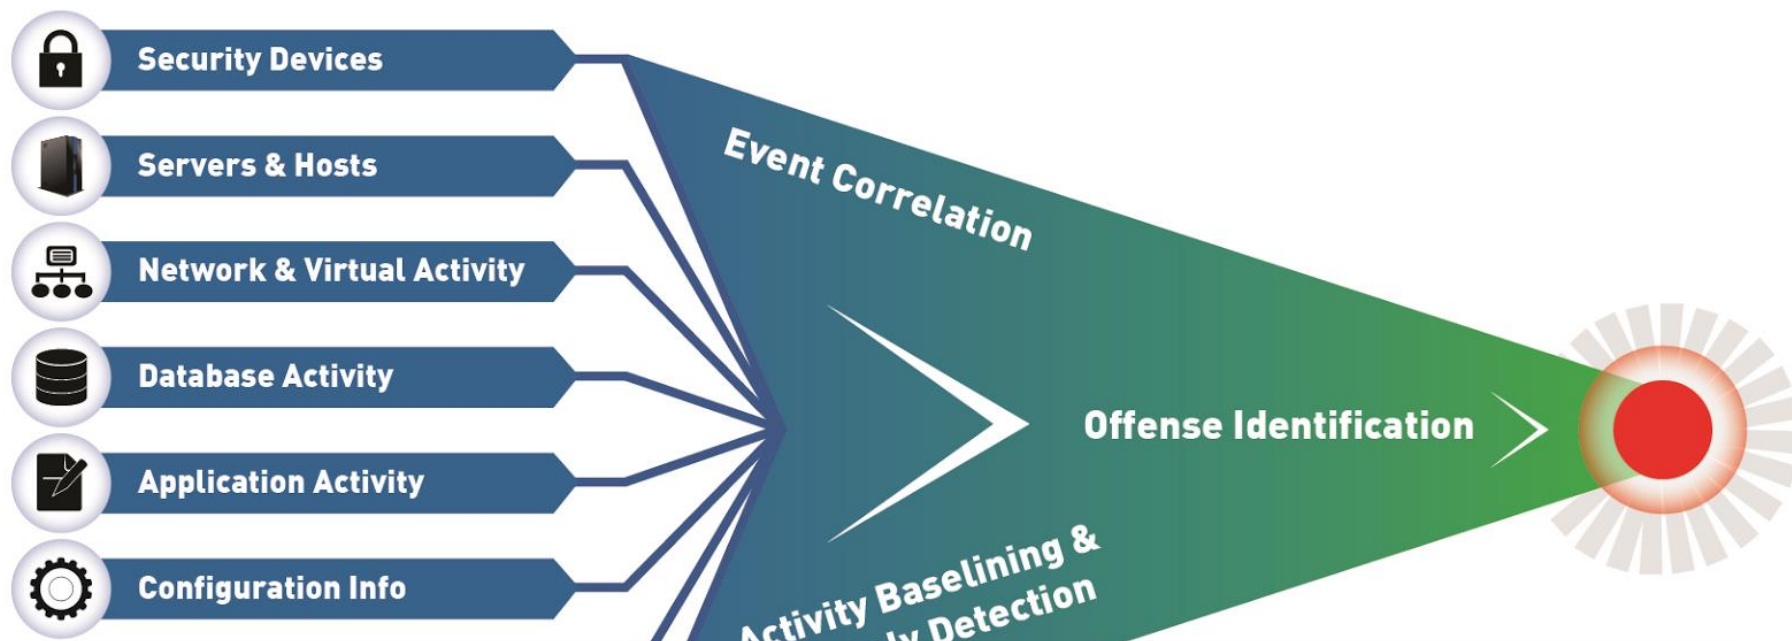 Security Devices
Servers & Hosts
Network & Virtual Activity
Database Activity
Application Activity
Configuration Info
Event Correlation
Offense Identification
Activity Baselining &
Detection